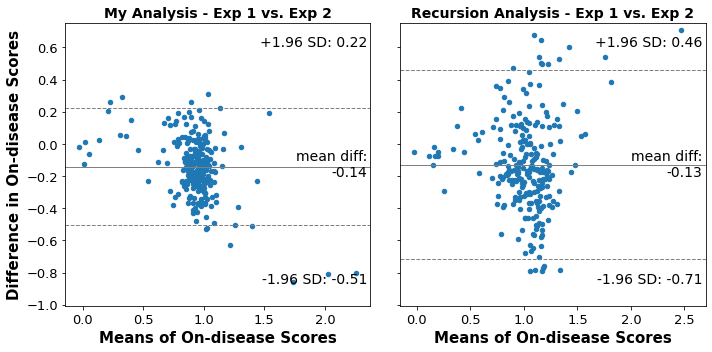 My Analysis - Exp 1 vs. Exp 2
Recursion Analysis - Exp 1 vs. Exp 2
Difference in On-disease Scores
0.6
0.4
0.2
0.0
−0.2
−0.4
−0.6
−0.8
−1.0
+1.96 SD: 0.22
mean diff:
-0.14
-1.96 SD: -0.51
+1.96 SD: 0.46
mean diff:
-0.13
-1.96 SD: -0.71
0.0 0.5 1.0 1.5 2.0
0.0 0.5 1.0 1.5 2.0 2.5
Means of On-disease Scores
Means of On-disease Scores